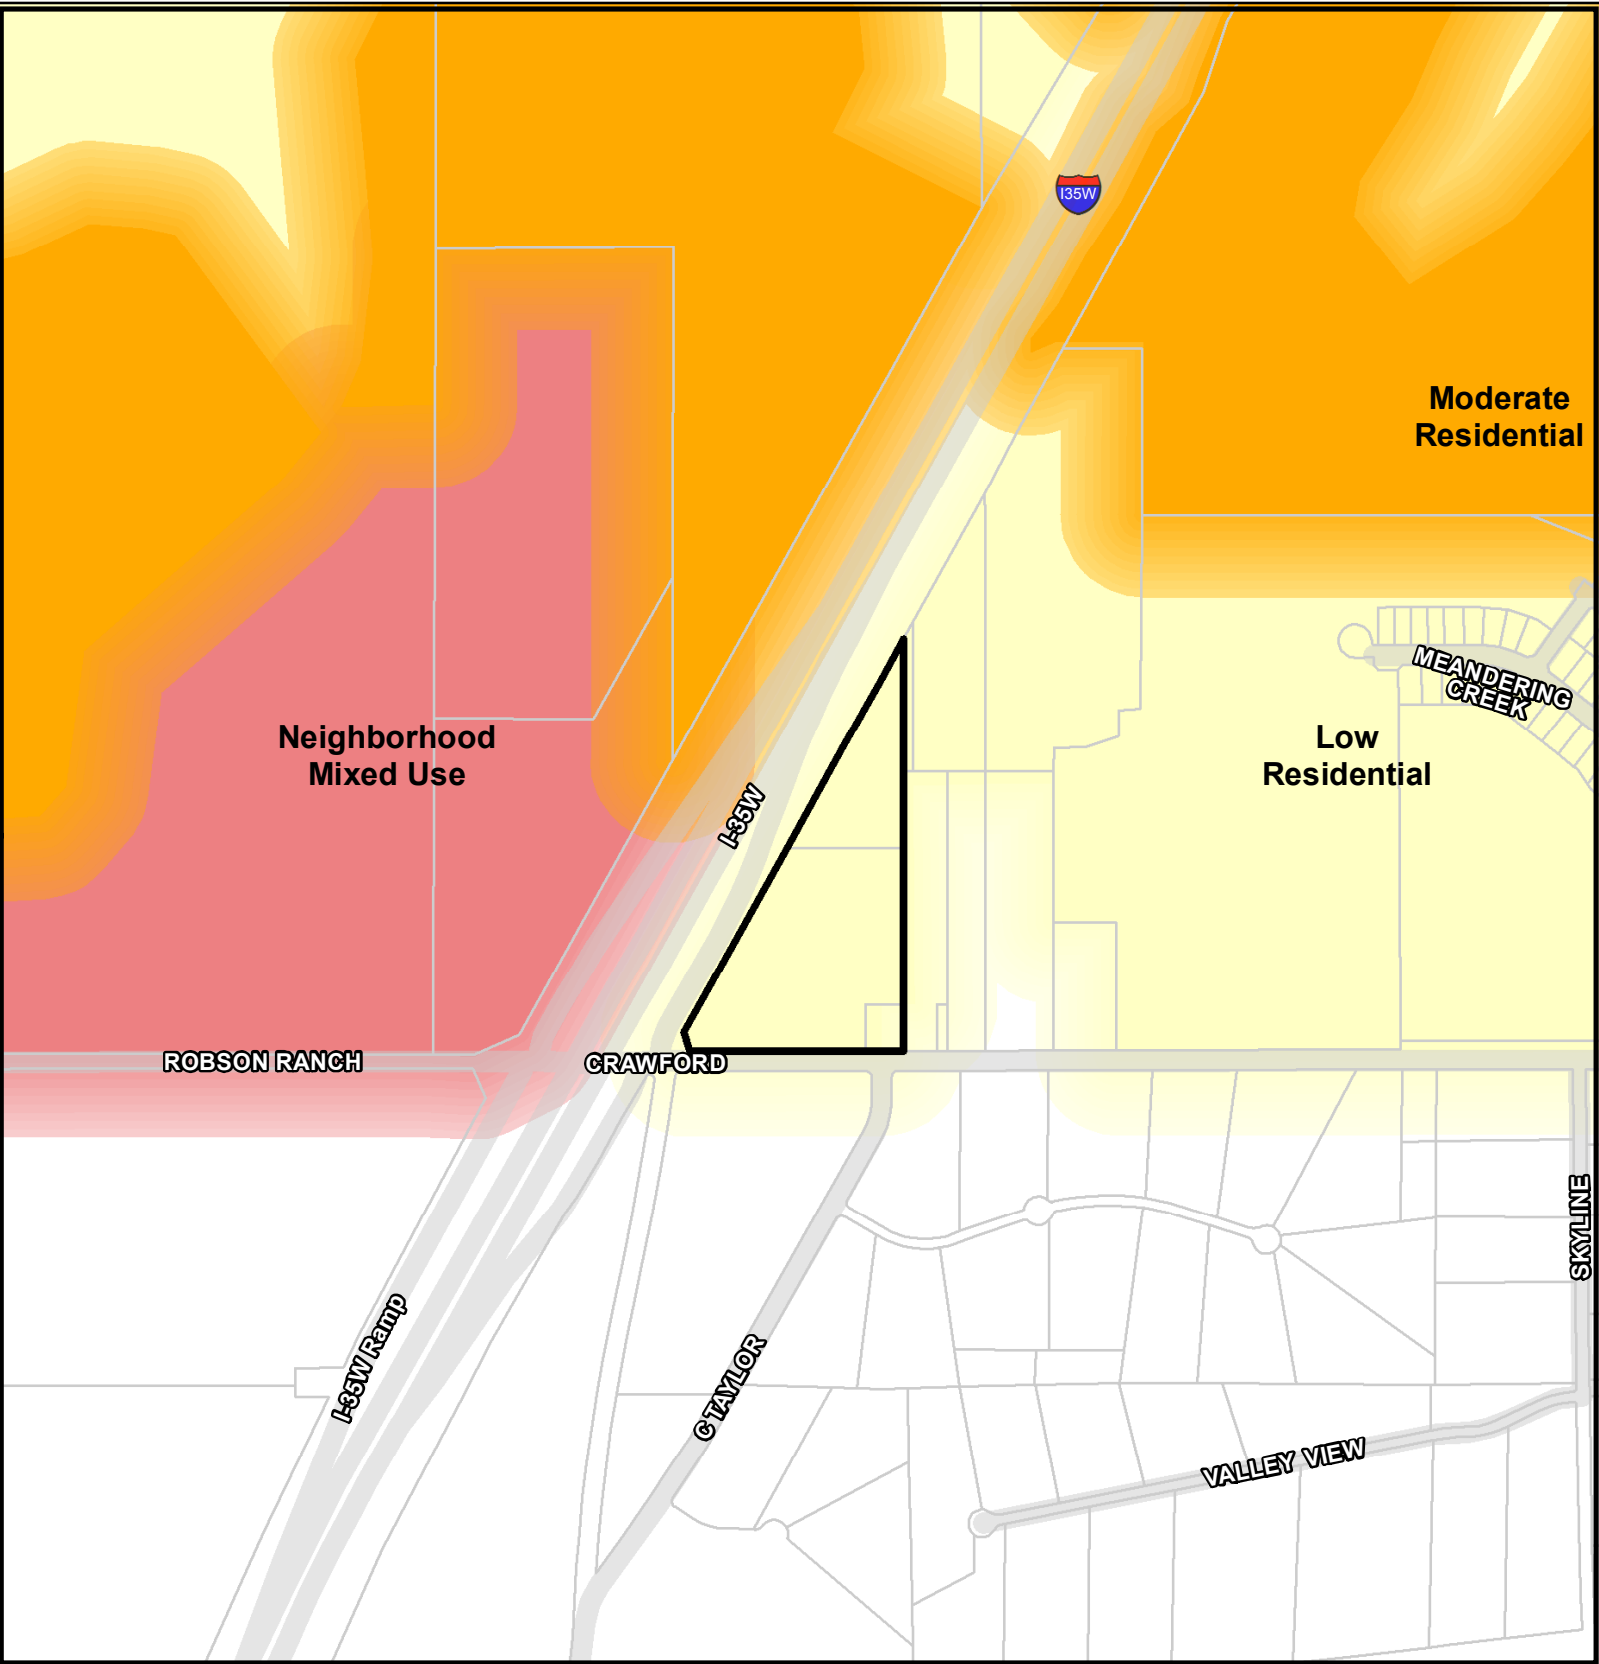 I35W
Moderate
Residential
MEANDERING
CREEK
Neighborhood
Mixed Use
Low
Residential
I-35W
ROBSON RANCH
CRAWFORD
SKYLINE
I-35W Ramp
C TAYLOR
VALLEY VIEW